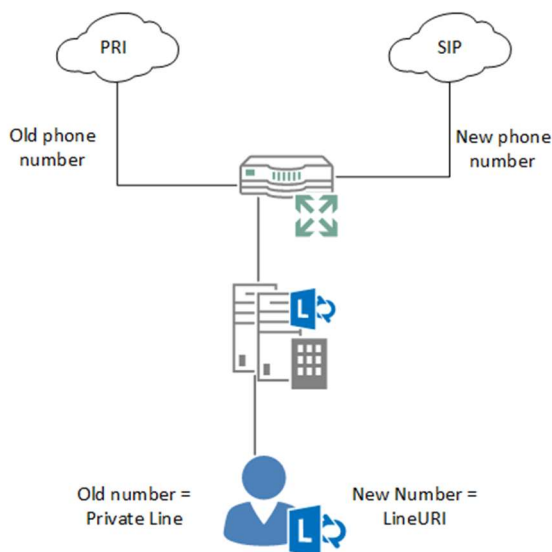 PRI
SIP
Old phone
number
New phone
number
L
L
Old number =
Private Line
New Number =
LineURI
L